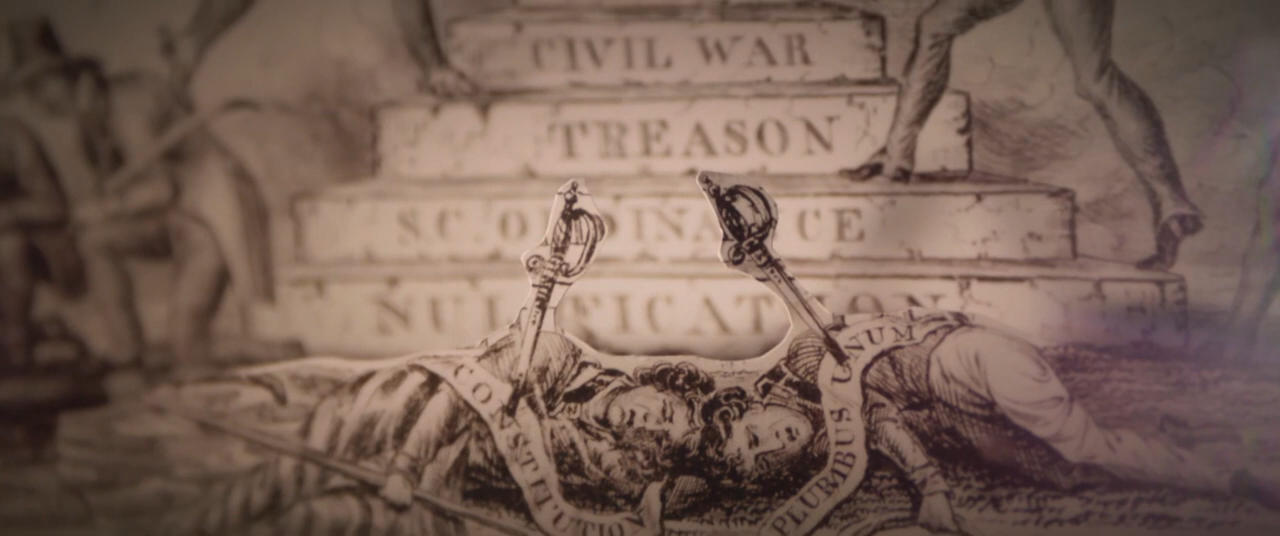 CIVIL WAR
TREASON
S.C. ORDINANCE
NULLIFICATION
CONSTITUTION
PLURIBUS UNUM